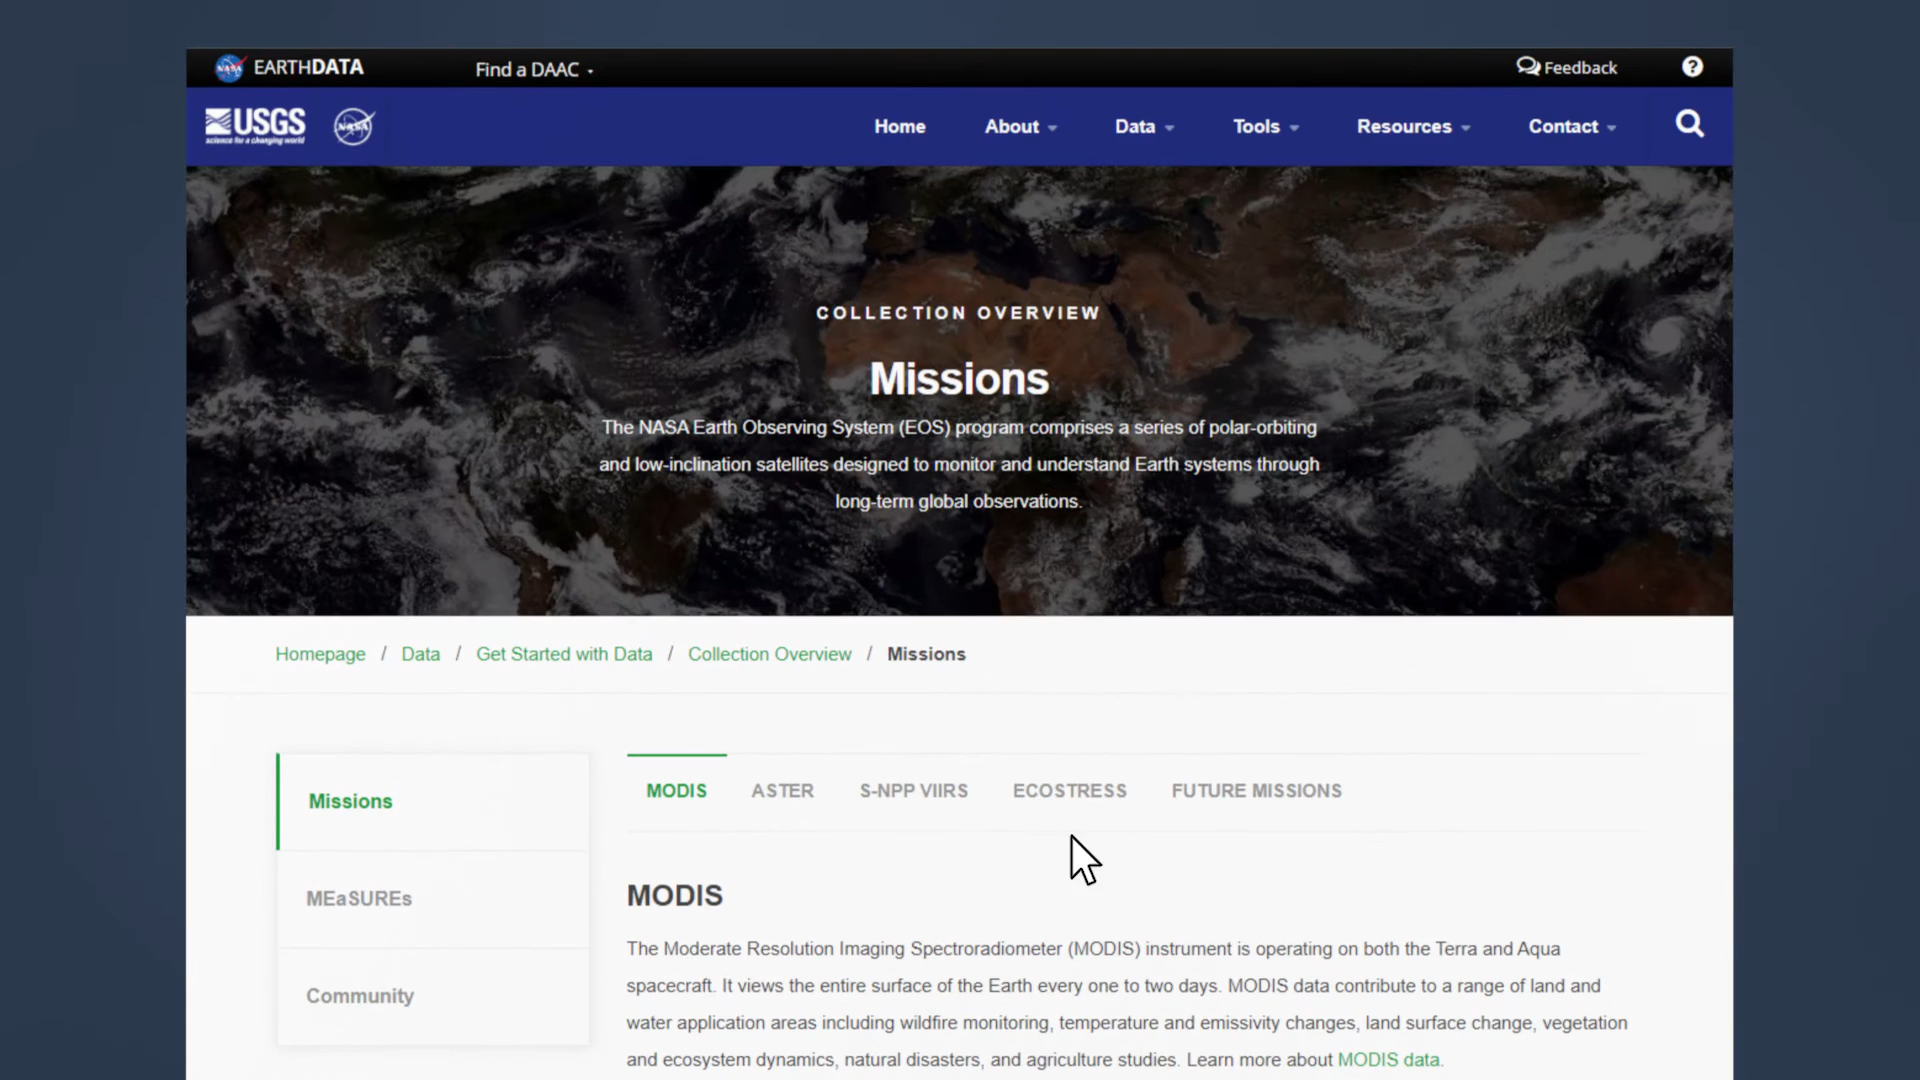 NASA EARTHDATA Find a DAAC Feedback ?
USGS NASA Home About Data Tools Resources Contact
science for a changing world
COLLECTION OVERVIEW
Missions
The NASA Earth Observing System (EOS) program comprises a series of polar-orbiting
and low-inclination satellites designed to monitor and understand Earth systems through
long-term global observations.
Homepage / Data / Get Started with Data / Collection Overview / Missions
Missions
MEaSUREs
Community
MODIS ASTER S-NPP VIIRS ECOSTRESS FUTURE MISSIONS
MODIS
The Moderate Resolution Imaging Spectroradiometer (MODIS) instrument is operating on both the Terra and Aqua
spacecraft. It views the entire surface of the Earth every one to two days. MODIS data contribute to a range of land and
water application areas including wildfire monitoring, temperature and emissivity changes, land surface change, vegetation
and ecosystem dynamics, natural disasters, and agriculture studies. Learn more about MODIS data.